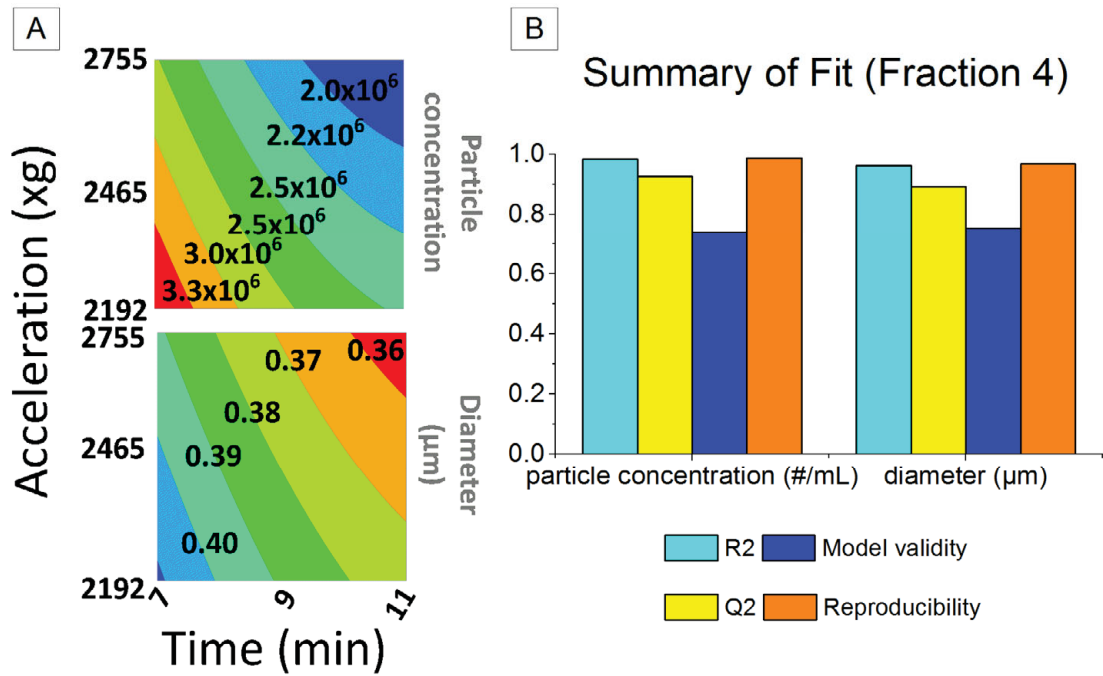 A
2755
2465
2192
2.0x10⁶
2.2x10⁶
2.5x10⁶
2.5x10⁶
3.0x10⁶
3.3x10⁶
Particle
concentration
Acceleration (xg)
2755
2465
2192
0.36
0.37
0.38
0.39
0.40
Diameter
(µm)
7
9
11
Time (min)
B
Summary of Fit (Fraction 4)
1.0
0.8
0.6
0.4
0.2
0.0
particle concentration (#/mL)
diameter (µm)
R2
Model validity
Q2
Reproducibility